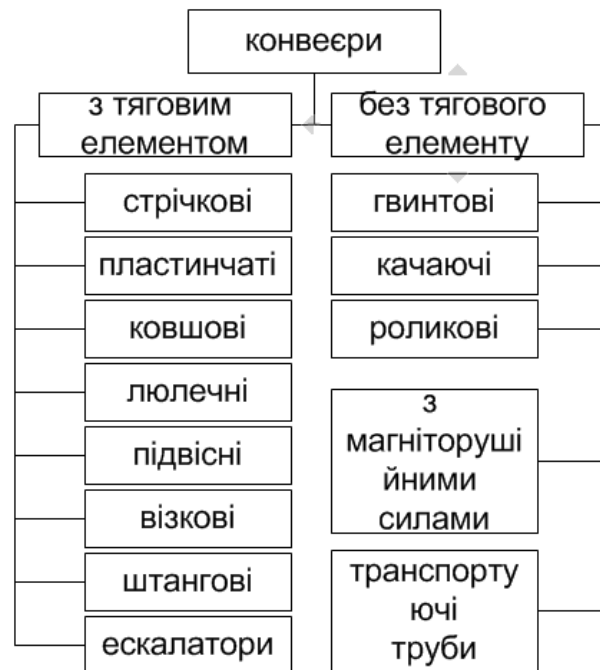 конвеєри
з тяговим
елементом
без тягового
елементу
стрічкові
пластинчаті
ковшові
люлечні
підвісні
візкові
штангові
ескалатори
гвинтові
качаючі
роликові
з
магніторуші
йними
силами
транспорту
ючі
труби